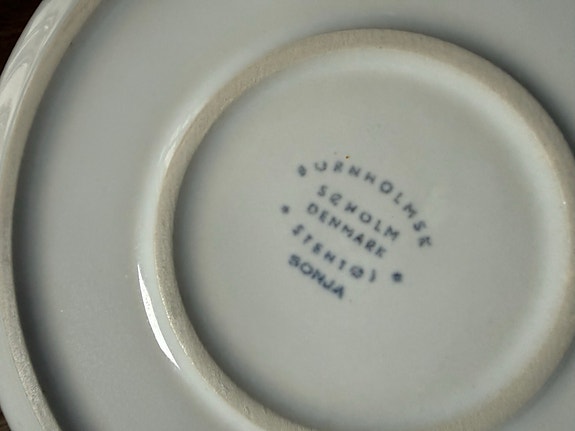 BORNHOLMSK
SØHOLM
DENMARK
STENTØJ
SONJA